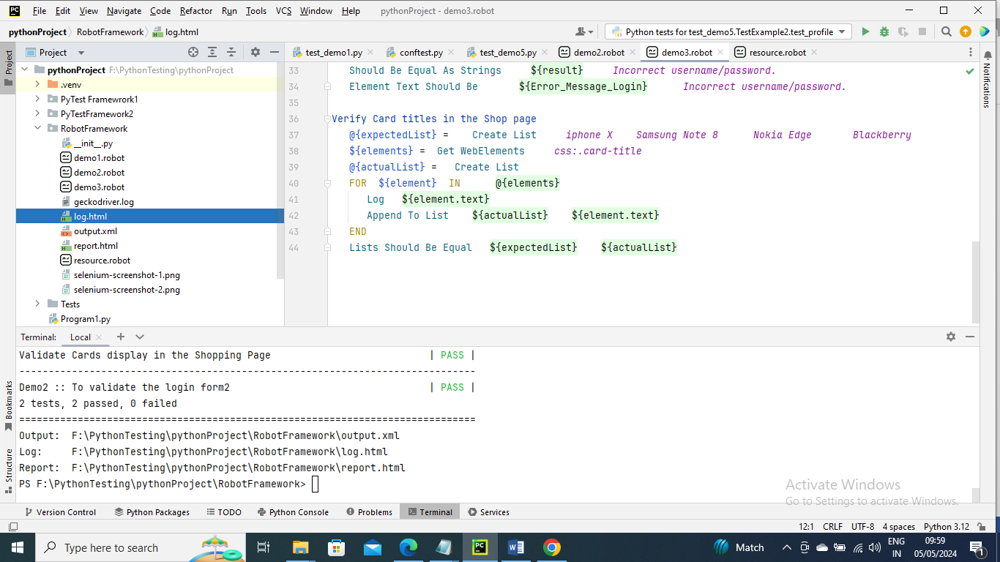 PC File Edit View Navigate Code Refactor Run Tools VCS Window Help pythonProject - demo3.robot
pythonProject RobotFramework log.html Python tests for test_demo5.TestExample2.test_profile
Project Project test_demo1.py conftest.py test_demo5.py demo2.robot demo3.robot resource.robot Notifications
pythonProject F:\PythonTesting\pythonProject
.venv
PyTest Framewrork1
PyTestFramework2
RobotFramework
__init__.py
demo1.robot
demo2.robot
demo3.robot
geckodriver.log
log.html
output.xml
report.html
resource.robot
selenium-screenshot-1.png
selenium-screenshot-2.png
Tests
Program1.py
33 Should Be Equal As Strings ${result} Incorrect username/password.
34 Element Text Should Be ${Error_Message_Login} Incorrect username/password.
35
36 Verify Card titles in the Shop page
37 @{expectedList} = Create List iphone X Samsung Note 8 Nokia Edge Blackberry
38 ${elements} = Get WebElements css:.card-title
39 @{actualList} = Create List
40 FOR ${element} IN @{elements}
41 Log ${element.text}
42 Append To List ${actualList} ${element.text}
43 END
44 Lists Should Be Equal ${expectedList} ${actualList}
Terminal: Local
Validate Cards display in the Shopping Page | PASS |
------------------------------------------------------------------------------
Demo2 :: To validate the login form2 | PASS |
2 tests, 2 passed, 0 failed
==============================================================================
Output: F:\PythonTesting\pythonProject\RobotFramework\output.xml
Log: F:\PythonTesting\pythonProject\RobotFramework\log.html
Report: F:\PythonTesting\pythonProject\RobotFramework\report.html
PS F:\PythonTesting\pythonProject\RobotFramework>
Bookmarks
Structure
Activate Windows
Go to Settings to activate Windows.
Version Control Python Packages TODO Python Console Problems Terminal Services
12:1 CRLF UTF-8 4 spaces Python 3.12
Type here to search PC W Match ENG IN 09:59 05/05/2024 1